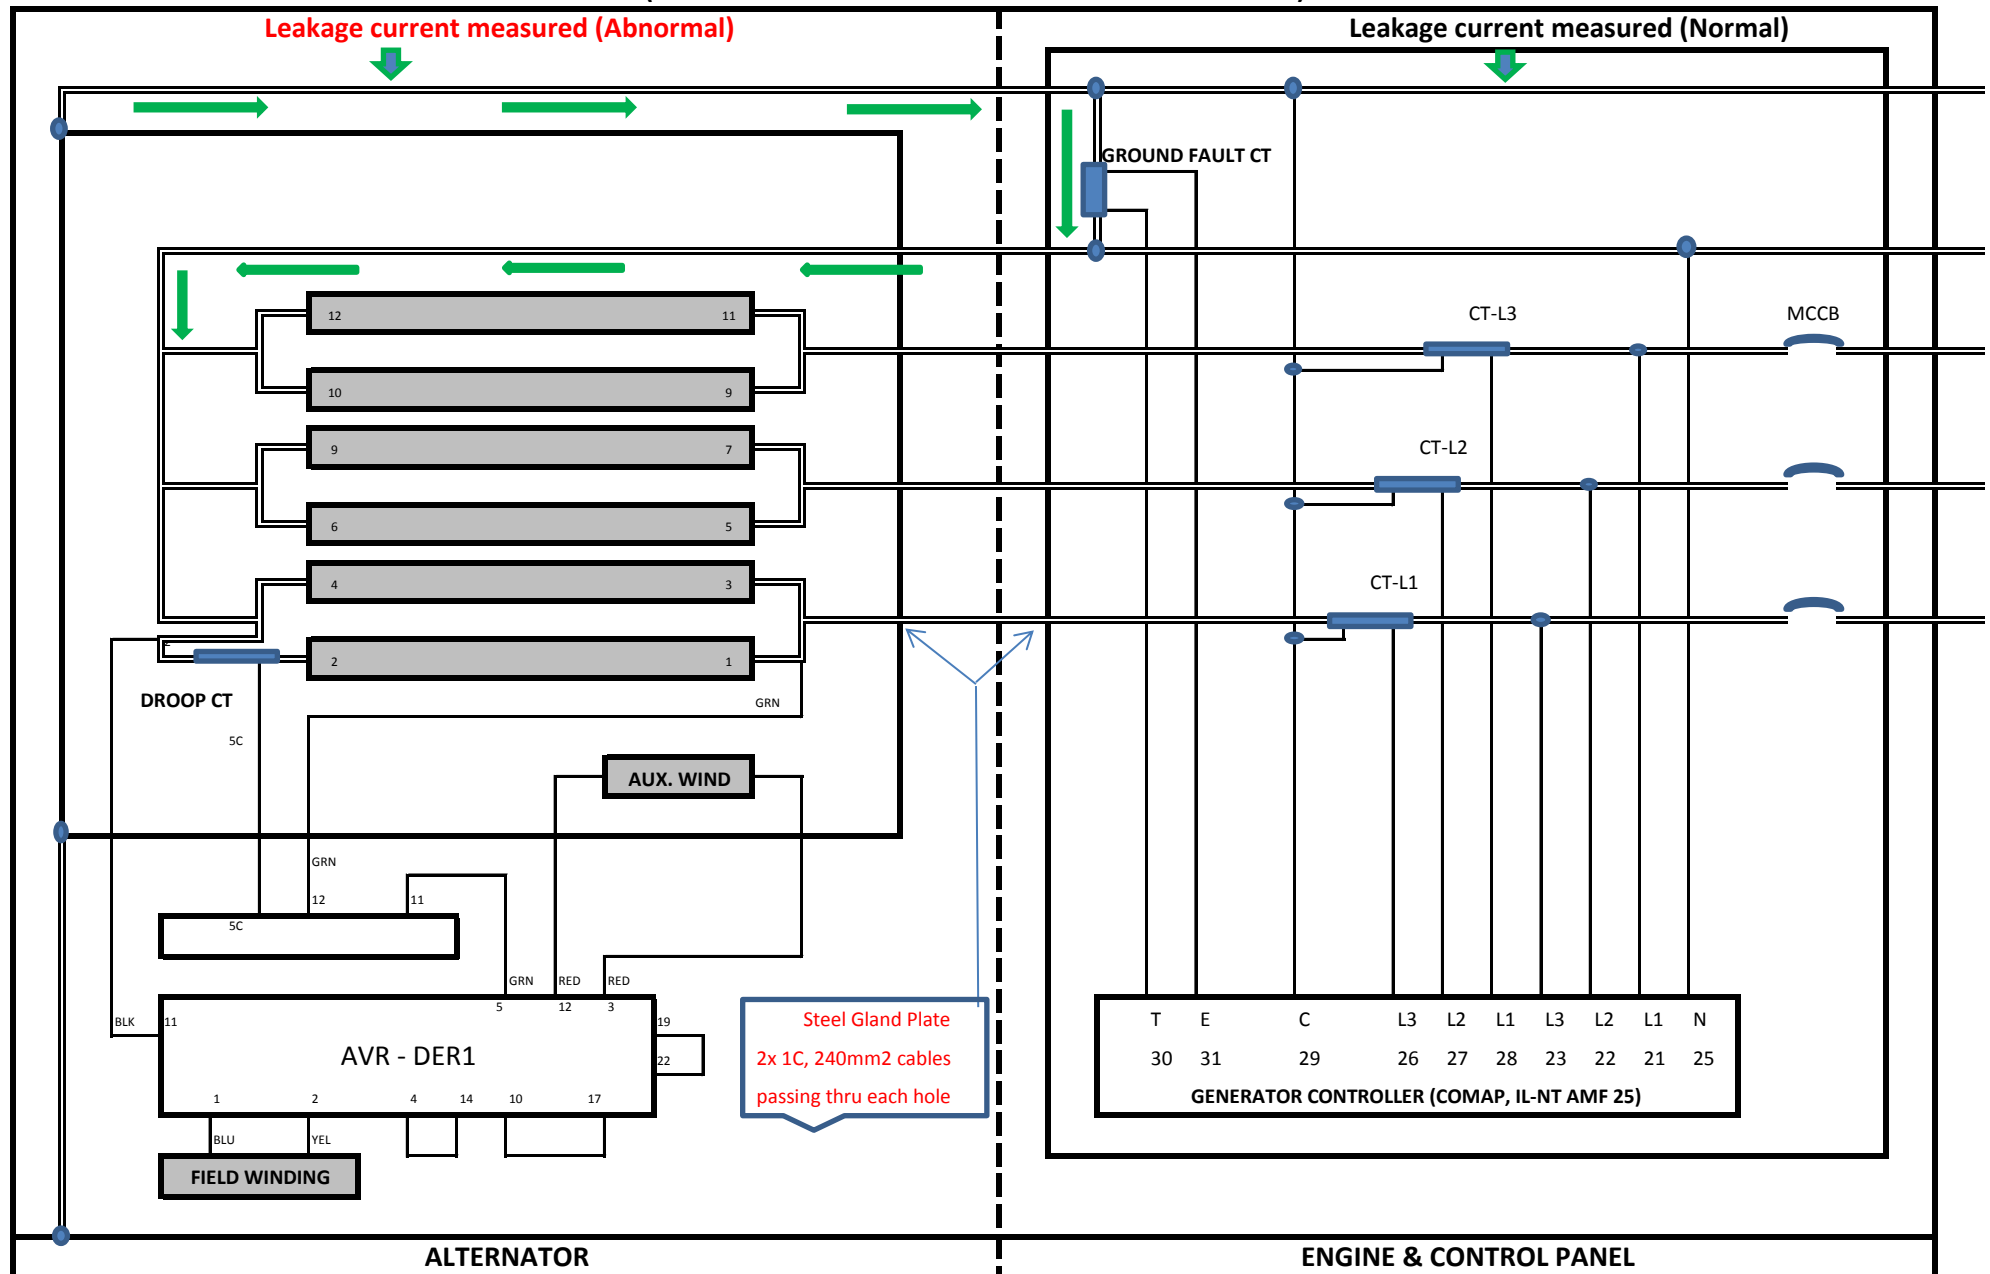 Leakage current measured (Abnormal)
Leakage current measured (Normal)
GROUND FAULT CT
12 11
10 9
9 7
6 5
4 3
2 1
CT-L3
MCCB
CT-L2
CT-L1
DROOP CT
GRN
5C
AUX. WIND
GRN
12 11
5C
GRN RED RED
5 12 3
BLK 11
19
22
AVR - DER1
1 2 4 14 10 17
BLU YEL
FIELD WINDING
Steel Gland Plate
2x 1C, 240mm2 cables
passing thru each hole
T E C L3 L2 L1 L3 L2 L1 N
30 31 29 26 27 28 23 22 21 25
GENERATOR CONTROLLER (COMAP, IL-NT AMF 25)
ALTERNATOR
ENGINE & CONTROL PANEL